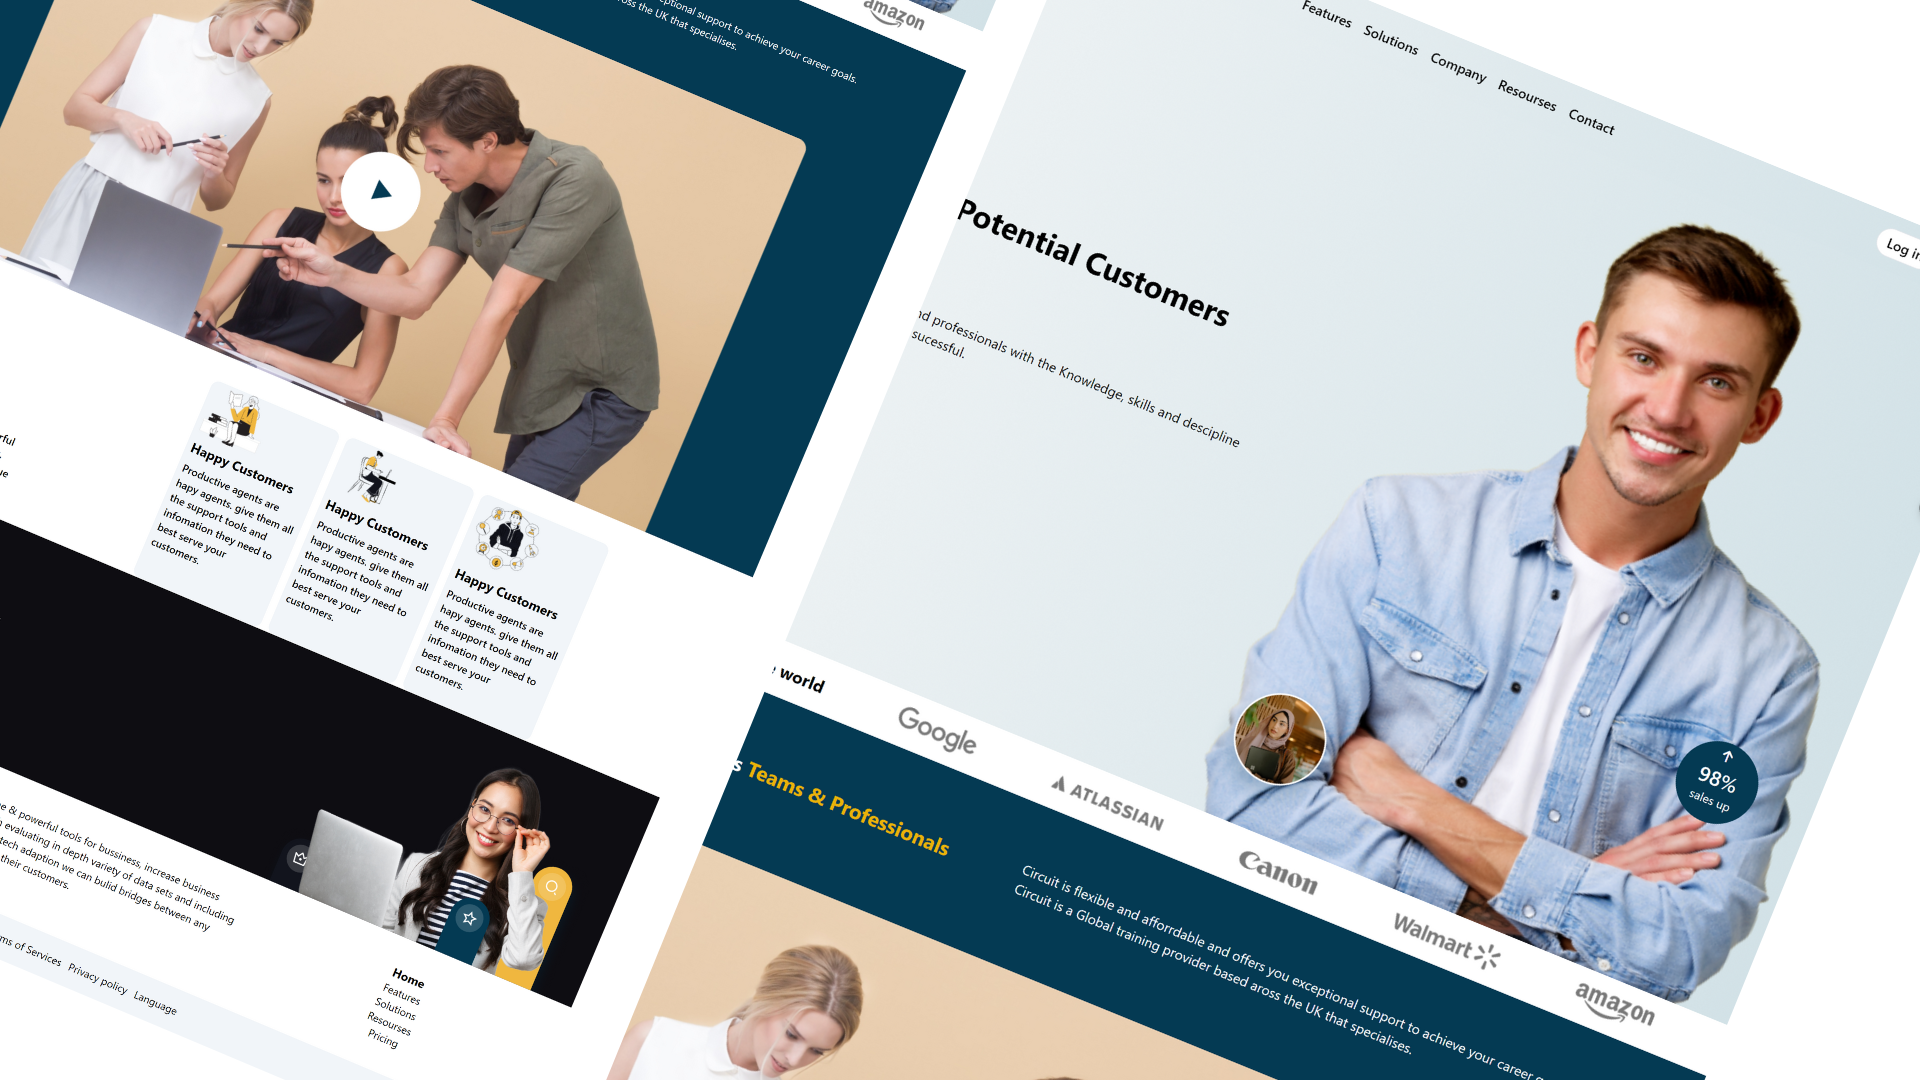 ptional support to achieve your career goals.
oss the UK that specialises.
amazon
Happy Customers
Productive agents are
hapy agents. give them all
the support tools and
infomation they need to
best serve your
customers.
Happy Customers
Productive agents are
hapy agents. give them all
the support tools and
infomation they need to
best serve your
customers.
Happy Customers
Productive agents are
hapy agents. give them all
the support tools and
infomation they need to
best serve your
customers.
e & powerful tools for bussiness, increase business
evaluating in depth variety of data sets and including
tech adaption we can bulid bridges between any
their customers.
ms of Services Privacy policy Language
Home
Features
Solutions
Resourses
Pricing
Features Solutions Company Resourses Contact
Log in
Potential Customers
nd professionals with the Knowledge, skills and descipline
sucessful.
98%
sales up
world
Google
ATLASSIAN
Canon
Walmart
amazon
s Teams & Professionals
Circuit is flexible and afforrdable and offers you exceptional support to achieve your career g
Circuit is a Global training provider based aross the UK that specialises.